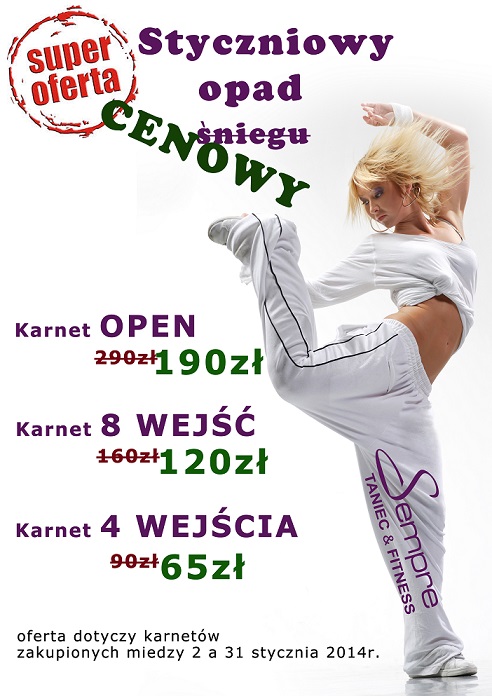 super
oferta
Styczniowy
opad
śniegu
CENOWY
Karnet OPEN
290zł 190zł
Karnet 8 WEJŚĆ
160zł 120zł
Karnet 4 WEJŚCIA
90zł 65zł
Sempre
TANIEC & FITNESS
oferta dotyczy karnetów
zakupionych miedzy 2 a 31 stycznia 2014r.